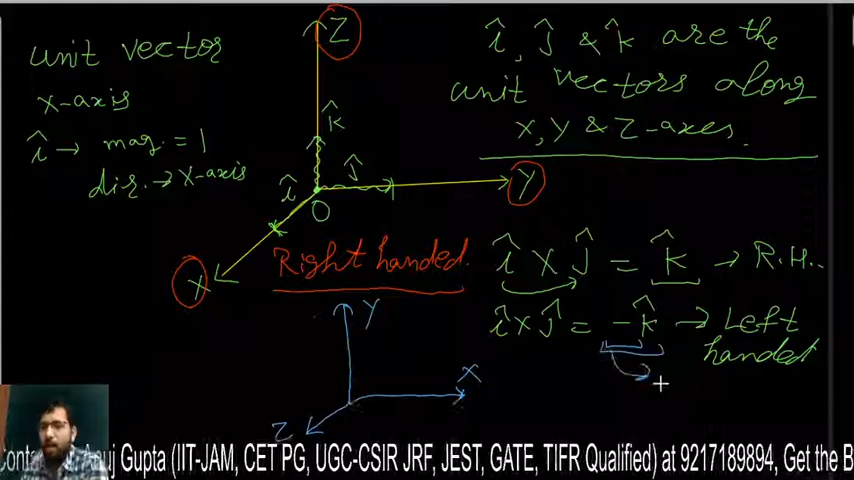 unit vector
x-axis
î → mag. = 1
dir. → x-axis
Z
k̂
ĵ
î
O
Y
X
Right handed.
î, ĵ & k̂ are the
unit vectors along
X, Y & Z-axes.
î X ĵ = k̂ → R.H..
î x ĵ = -k̂ → Left
handed
Y
X
Z
Anuj Gupta (IIT-JAM, CET PG, UGC-CSIR JRF, JEST, GATE, TIFR Qualified) at 9217189894, Get the B